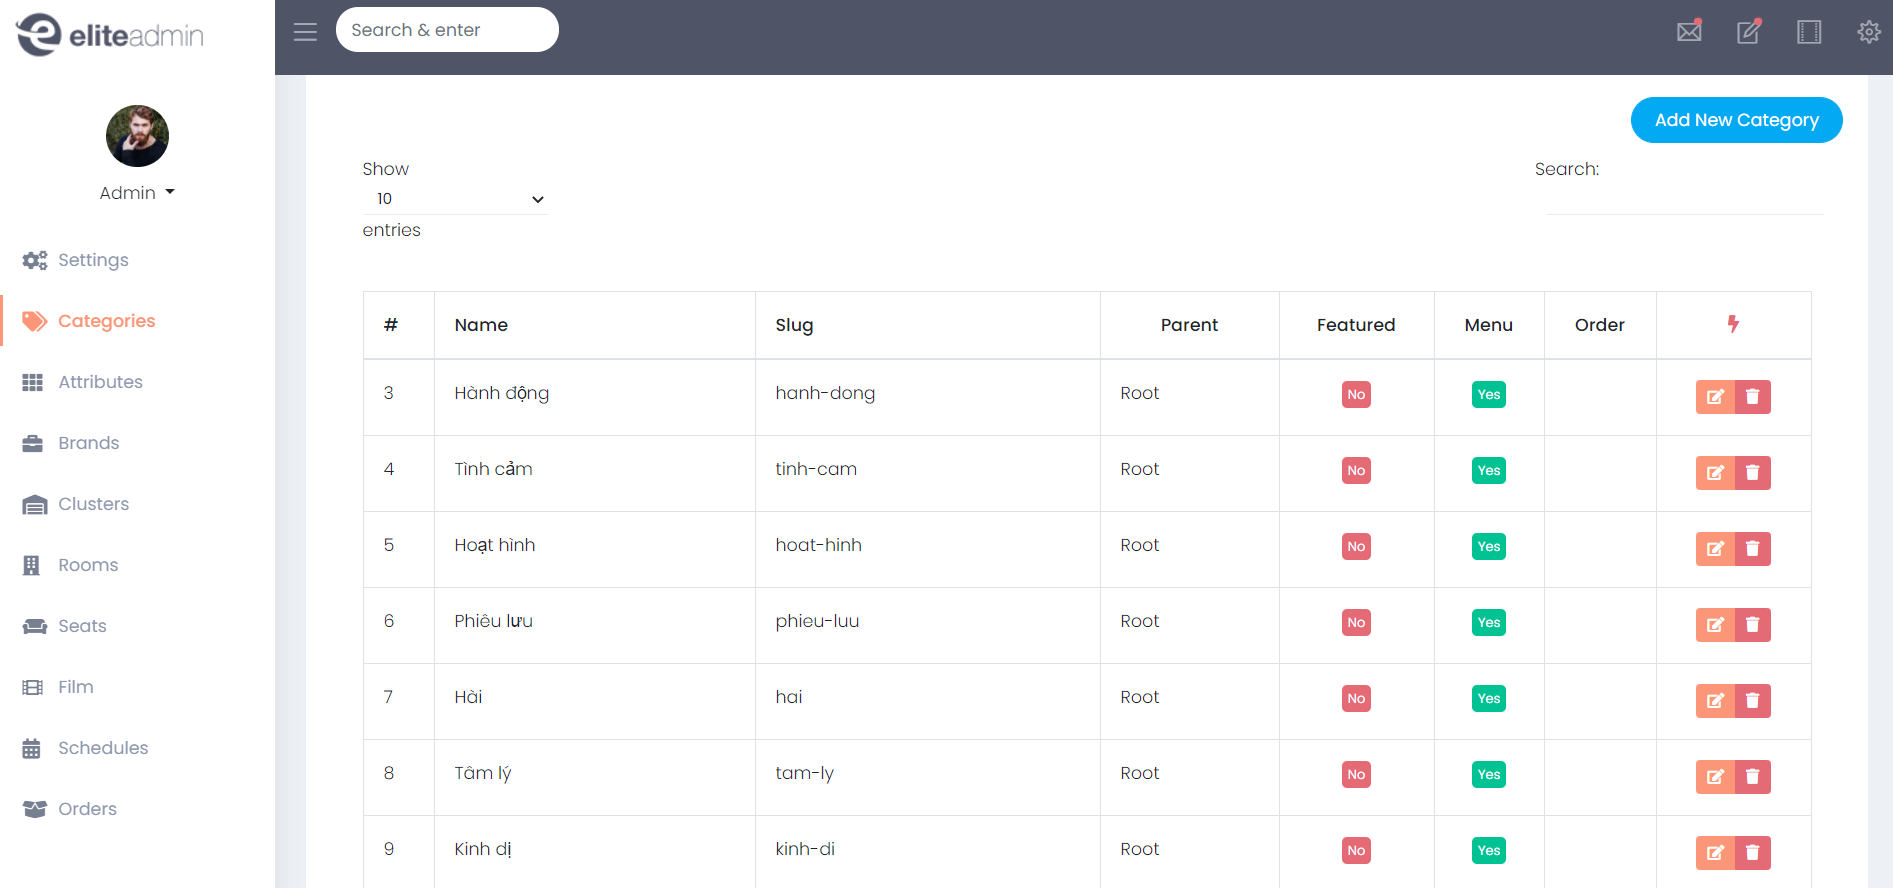 eliteadmin
Search & enter
Admin
Settings
Categories
Attributes
Brands
Clusters
Rooms
Seats
Film
Schedules
Orders
Add New Category
Show
10
entries
Search:
# Name Slug Parent Featured Menu Order
3 Hành động hanh-dong Root No Yes
4 Tình cảm tinh-cam Root No Yes
5 Hoạt hình hoat-hinh Root No Yes
6 Phiêu lưu phieu-luu Root No Yes
7 Hài hai Root No Yes
8 Tâm lý tam-ly Root No Yes
9 Kinh dị kinh-di Root No Yes